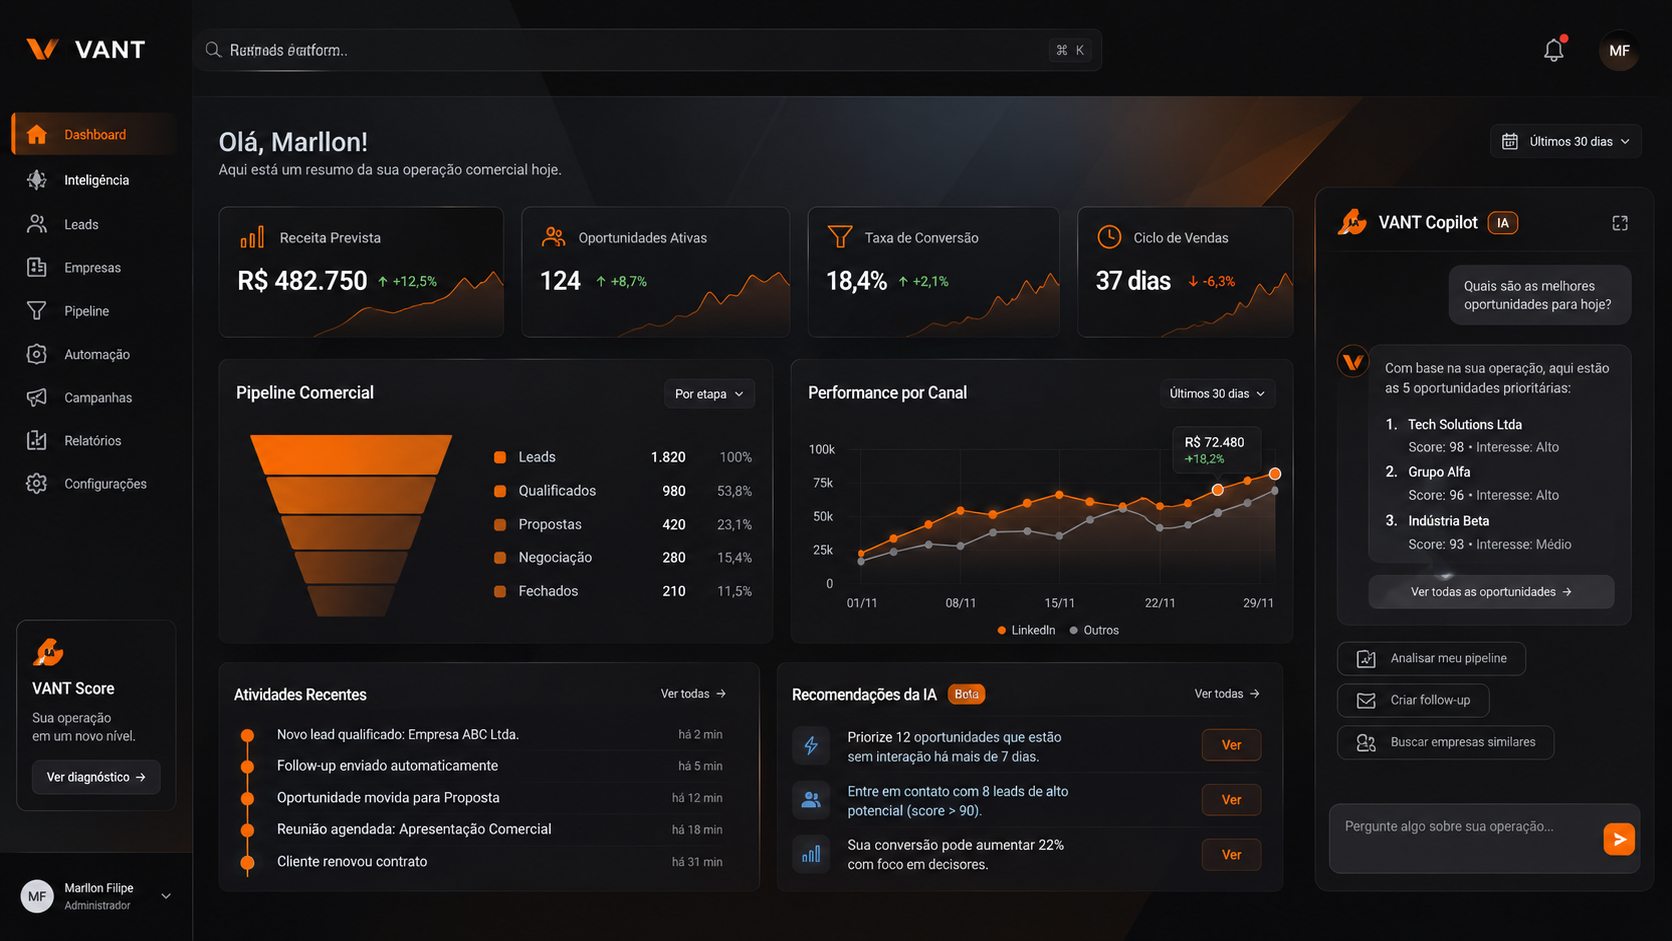 VANT
⌘ K
MF
Dashboard
Inteligência
Leads
Empresas
Pipeline
Automação
Campanhas
Relatórios
Configurações
VANT Score
Sua operação
em um novo nível.
Ver diagnóstico →
MF
Marllon Filipe
Administrador
Olá, Marllon!
Aqui está um resumo da sua operação comercial hoje.
Últimos 30 dias
Receita Prevista
R$ 482.750 ↑ +12,5%
Oportunidades Ativas
124 ↑ +8,7%
Taxa de Conversão
18,4% ↑ +2,1%
Ciclo de Vendas
37 dias ↓ -6,3%
Pipeline Comercial
Por etapa
Leads 1.820 100%
Qualificados 980 53,8%
Propostas 420 23,1%
Negociação 280 15,4%
Fechados 210 11,5%
Performance por Canal
Últimos 30 dias
R$ 72.480
+18,2%
100k
75k
50k
25k
0
01/11 08/11 15/11 22/11 29/11
LinkedIn Outros
Atividades Recentes
Ver todas →
Novo lead qualificado: Empresa ABC Ltda. há 2 min
Follow-up enviado automaticamente há 5 min
Oportunidade movida para Proposta há 12 min
Reunião agendada: Apresentação Comercial há 18 min
Cliente renovou contrato há 31 min
Recomendações da IA Beta
Ver todas →
Priorize 12 oportunidades que estão
sem interação há mais de 7 dias.
Ver
Entre em contato com 8 leads de alto
potencial (score > 90).
Ver
Sua conversão pode aumentar 22%
com foco em decisores.
Ver
VANT Copilot IA
Quais são as melhores
oportunidades para hoje?
Com base na sua operação, aqui estão
as 5 oportunidades prioritárias:
1. Tech Solutions Ltda
Score: 98 • Interesse: Alto
2. Grupo Alfa
Score: 96 • Interesse: Alto
3. Indústria Beta
Score: 93 • Interesse: Médio
Ver todas as oportunidades →
Analisar meu pipeline
Criar follow-up
Buscar empresas similares
Pergunte algo sobre sua operação...